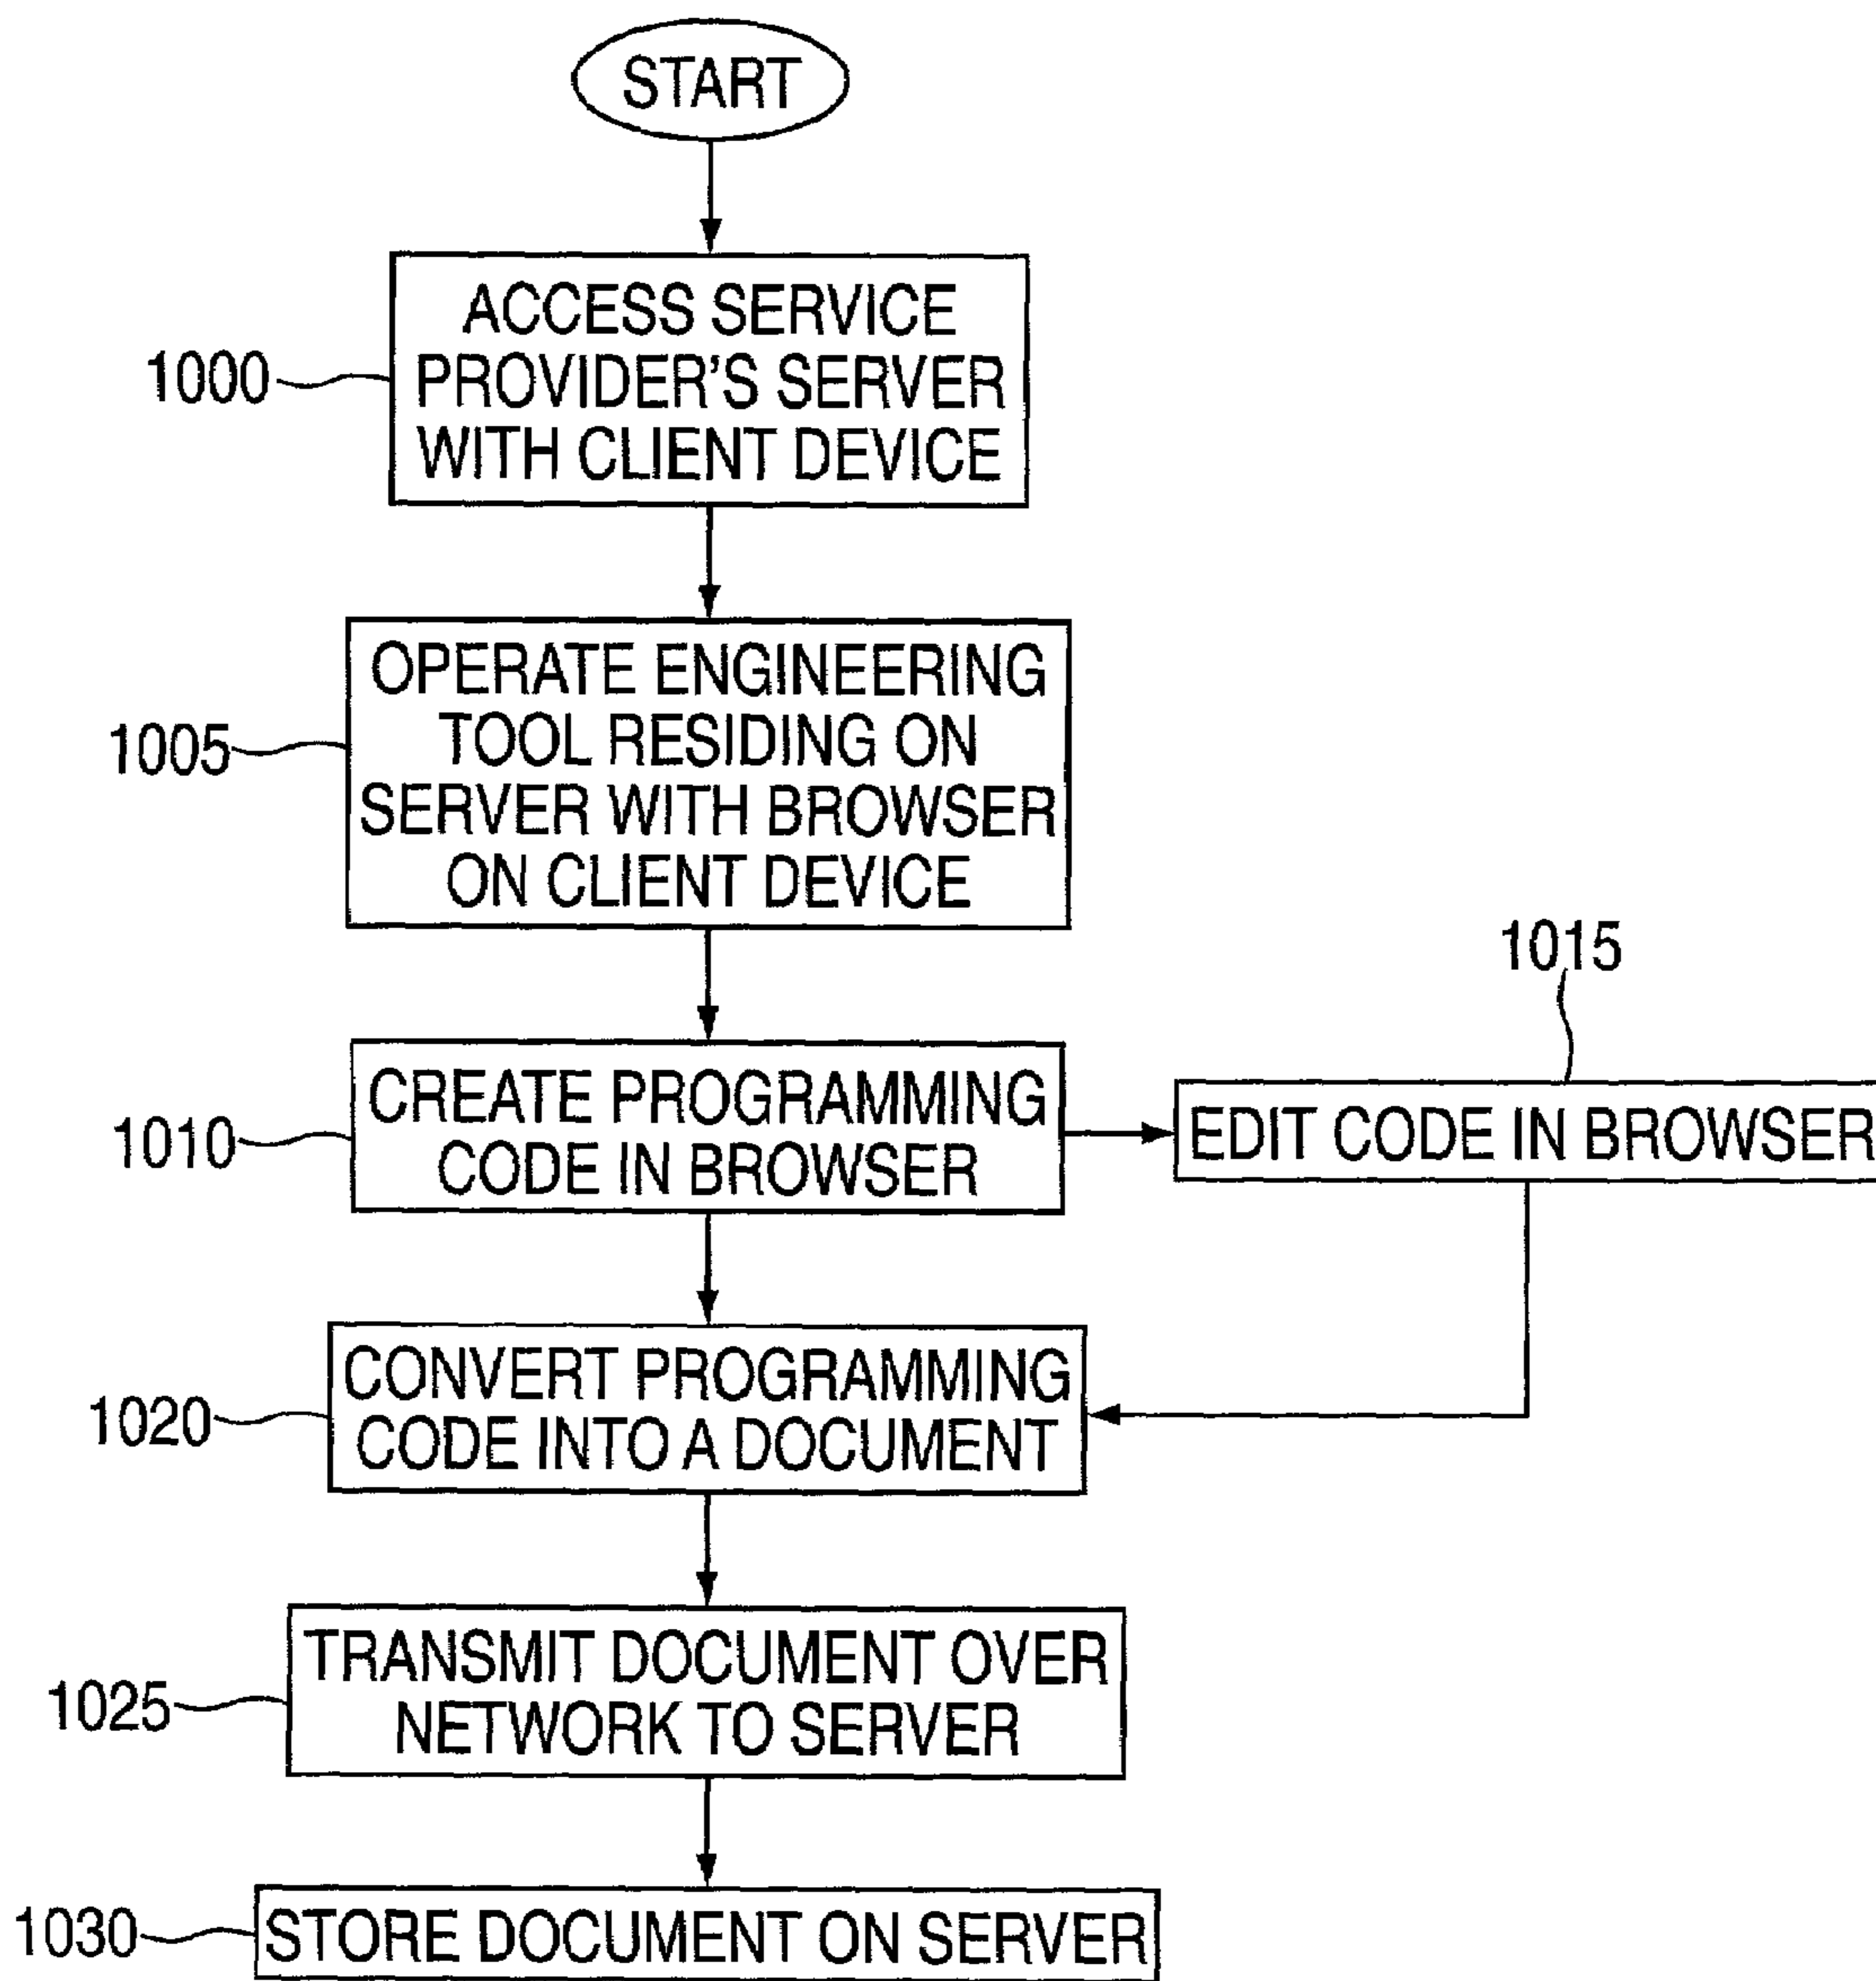 START
ACCESS SERVICE
PROVIDER'S SERVER
WITH CLIENT DEVICE
1000
OPERATE ENGINEERING
TOOL RESIDING ON
SERVER WITH BROWSER
ON CLIENT DEVICE
1005
CREATE PROGRAMMING
CODE IN BROWSER
1010
1015
EDIT CODE IN BROWSER
CONVERT PROGRAMMING
CODE INTO A DOCUMENT
1020
TRANSMIT DOCUMENT OVER
NETWORK TO SERVER
1025
STORE DOCUMENT ON SERVER
1030